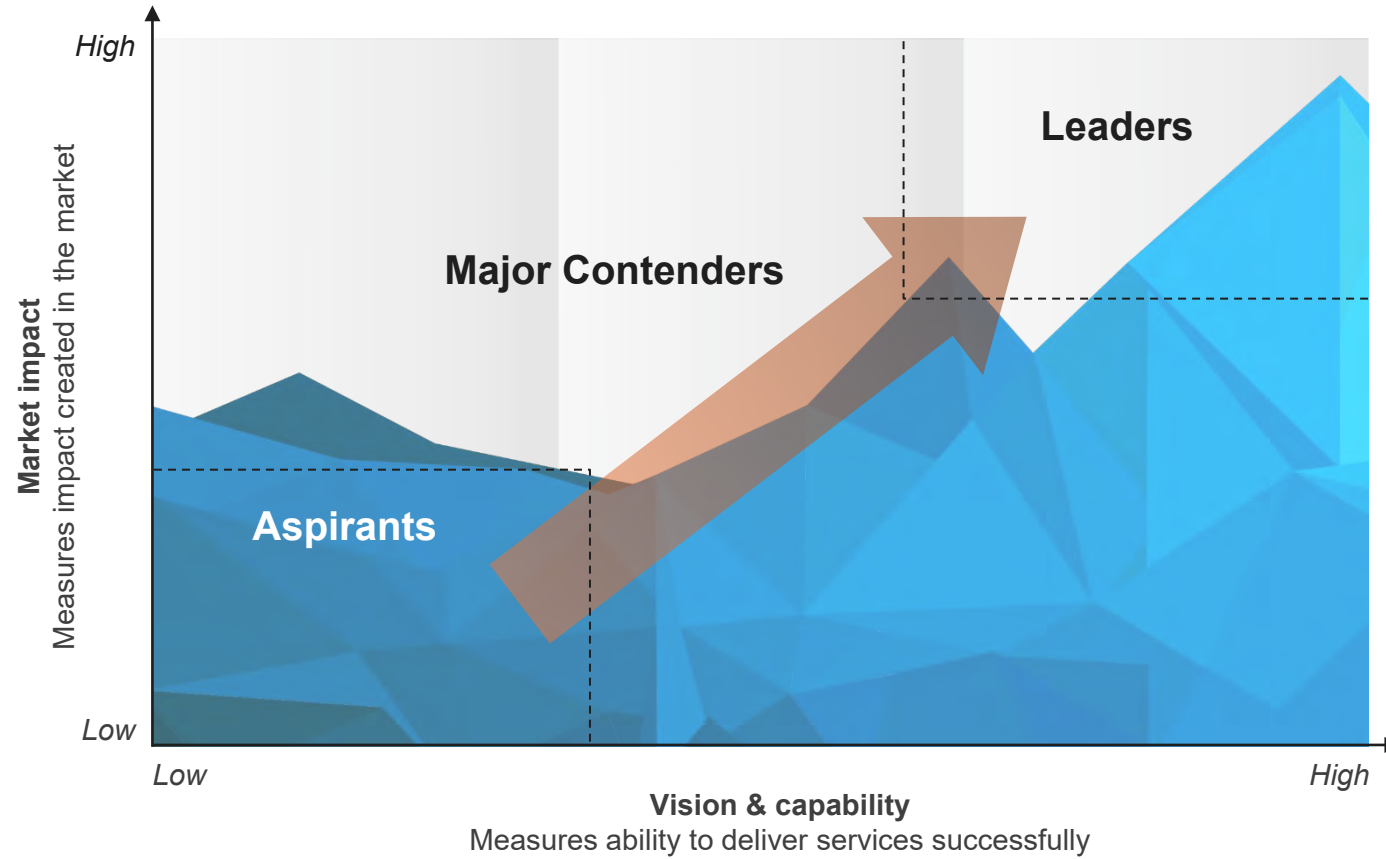 High
Leaders
Major Contenders
Market impact
Measures impact created in the market
Aspirants
Low
Low
High
Vision & capability
Measures ability to deliver services successfully